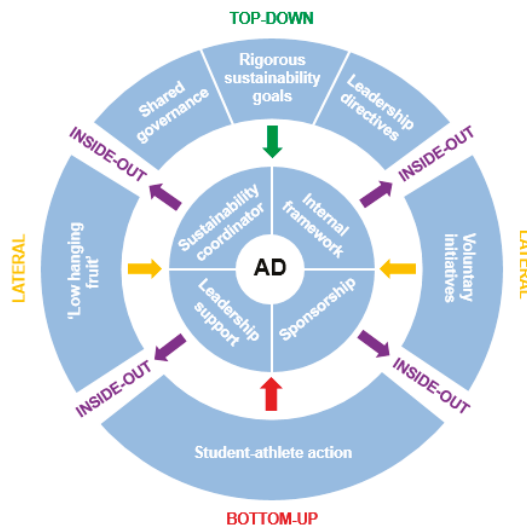 TOP-DOWN
Rigorous
sustainability
goals
Shared
governance
Leadership
directives
INSIDE-OUT
INSIDE-OUT
Sustainability
coordinator
Internal
framework
LATERAL
'Low hanging
fruit'
AD
Voluntary
initiatives
LATERAL
Leadership
support
Sponsorship
INSIDE-OUT
INSIDE-OUT
Student-athlete action
BOTTOM-UP